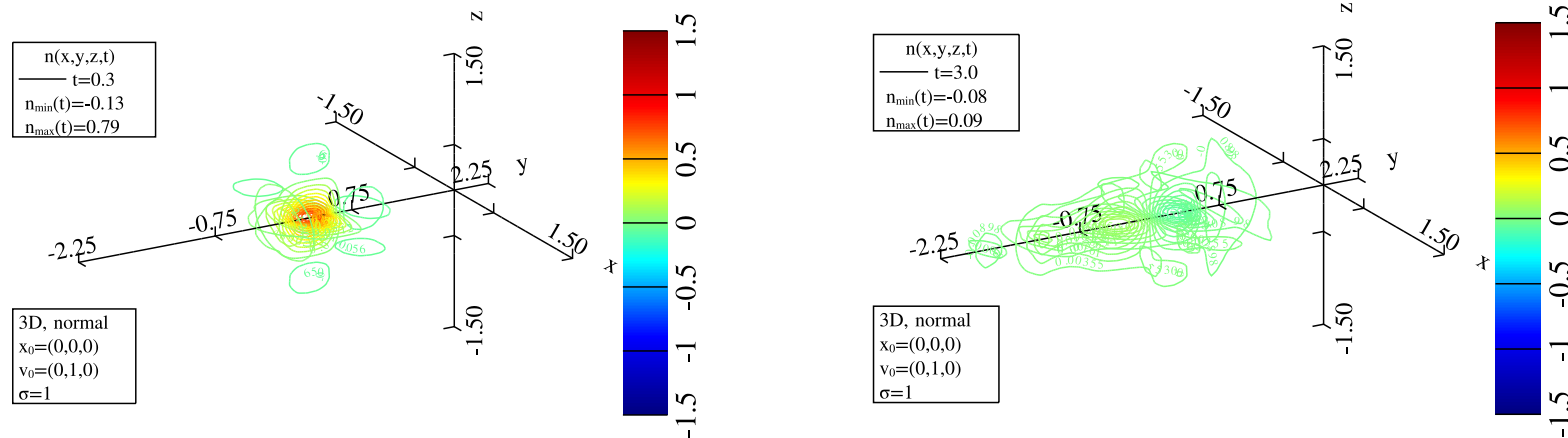 n(x,y,z,t)
t=0.3
nmin(t)=-0.13
nmax(t)=0.79
z
1.50
-1.50
2.25
y
0.75
-0.75
-2.25
1.50
x
-1.50
3D, normal
x0=(0,0,0)
v0=(0,1,0)
σ=1
1.5
1
0.5
0
-0.5
-1
-1.5
n(x,y,z,t)
t=3.0
nmin(t)=-0.08
nmax(t)=0.09
z
1.50
-1.50
2.25
y
0.75
-0.75
-2.25
1.50
x
-1.50
3D, normal
x0=(0,0,0)
v0=(0,1,0)
σ=1
1.5
1
0.5
0
-0.5
-1
-1.5